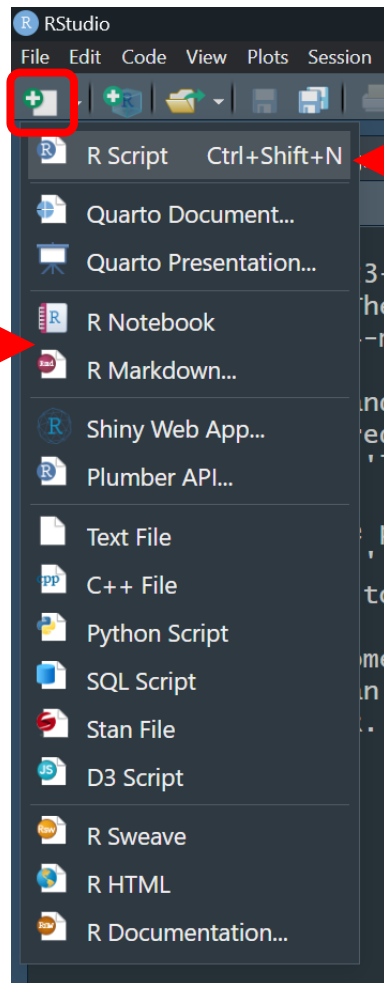 RStudio
File Edit Code View Plots Session
R Script Ctrl+Shift+N
Quarto Document...
Quarto Presentation...
R Notebook
R Markdown...
Shiny Web App...
Plumber API...
Text File
C++ File
Python Script
SQL Script
Stan File
D3 Script
R Sweave
R HTML
R Documentation...